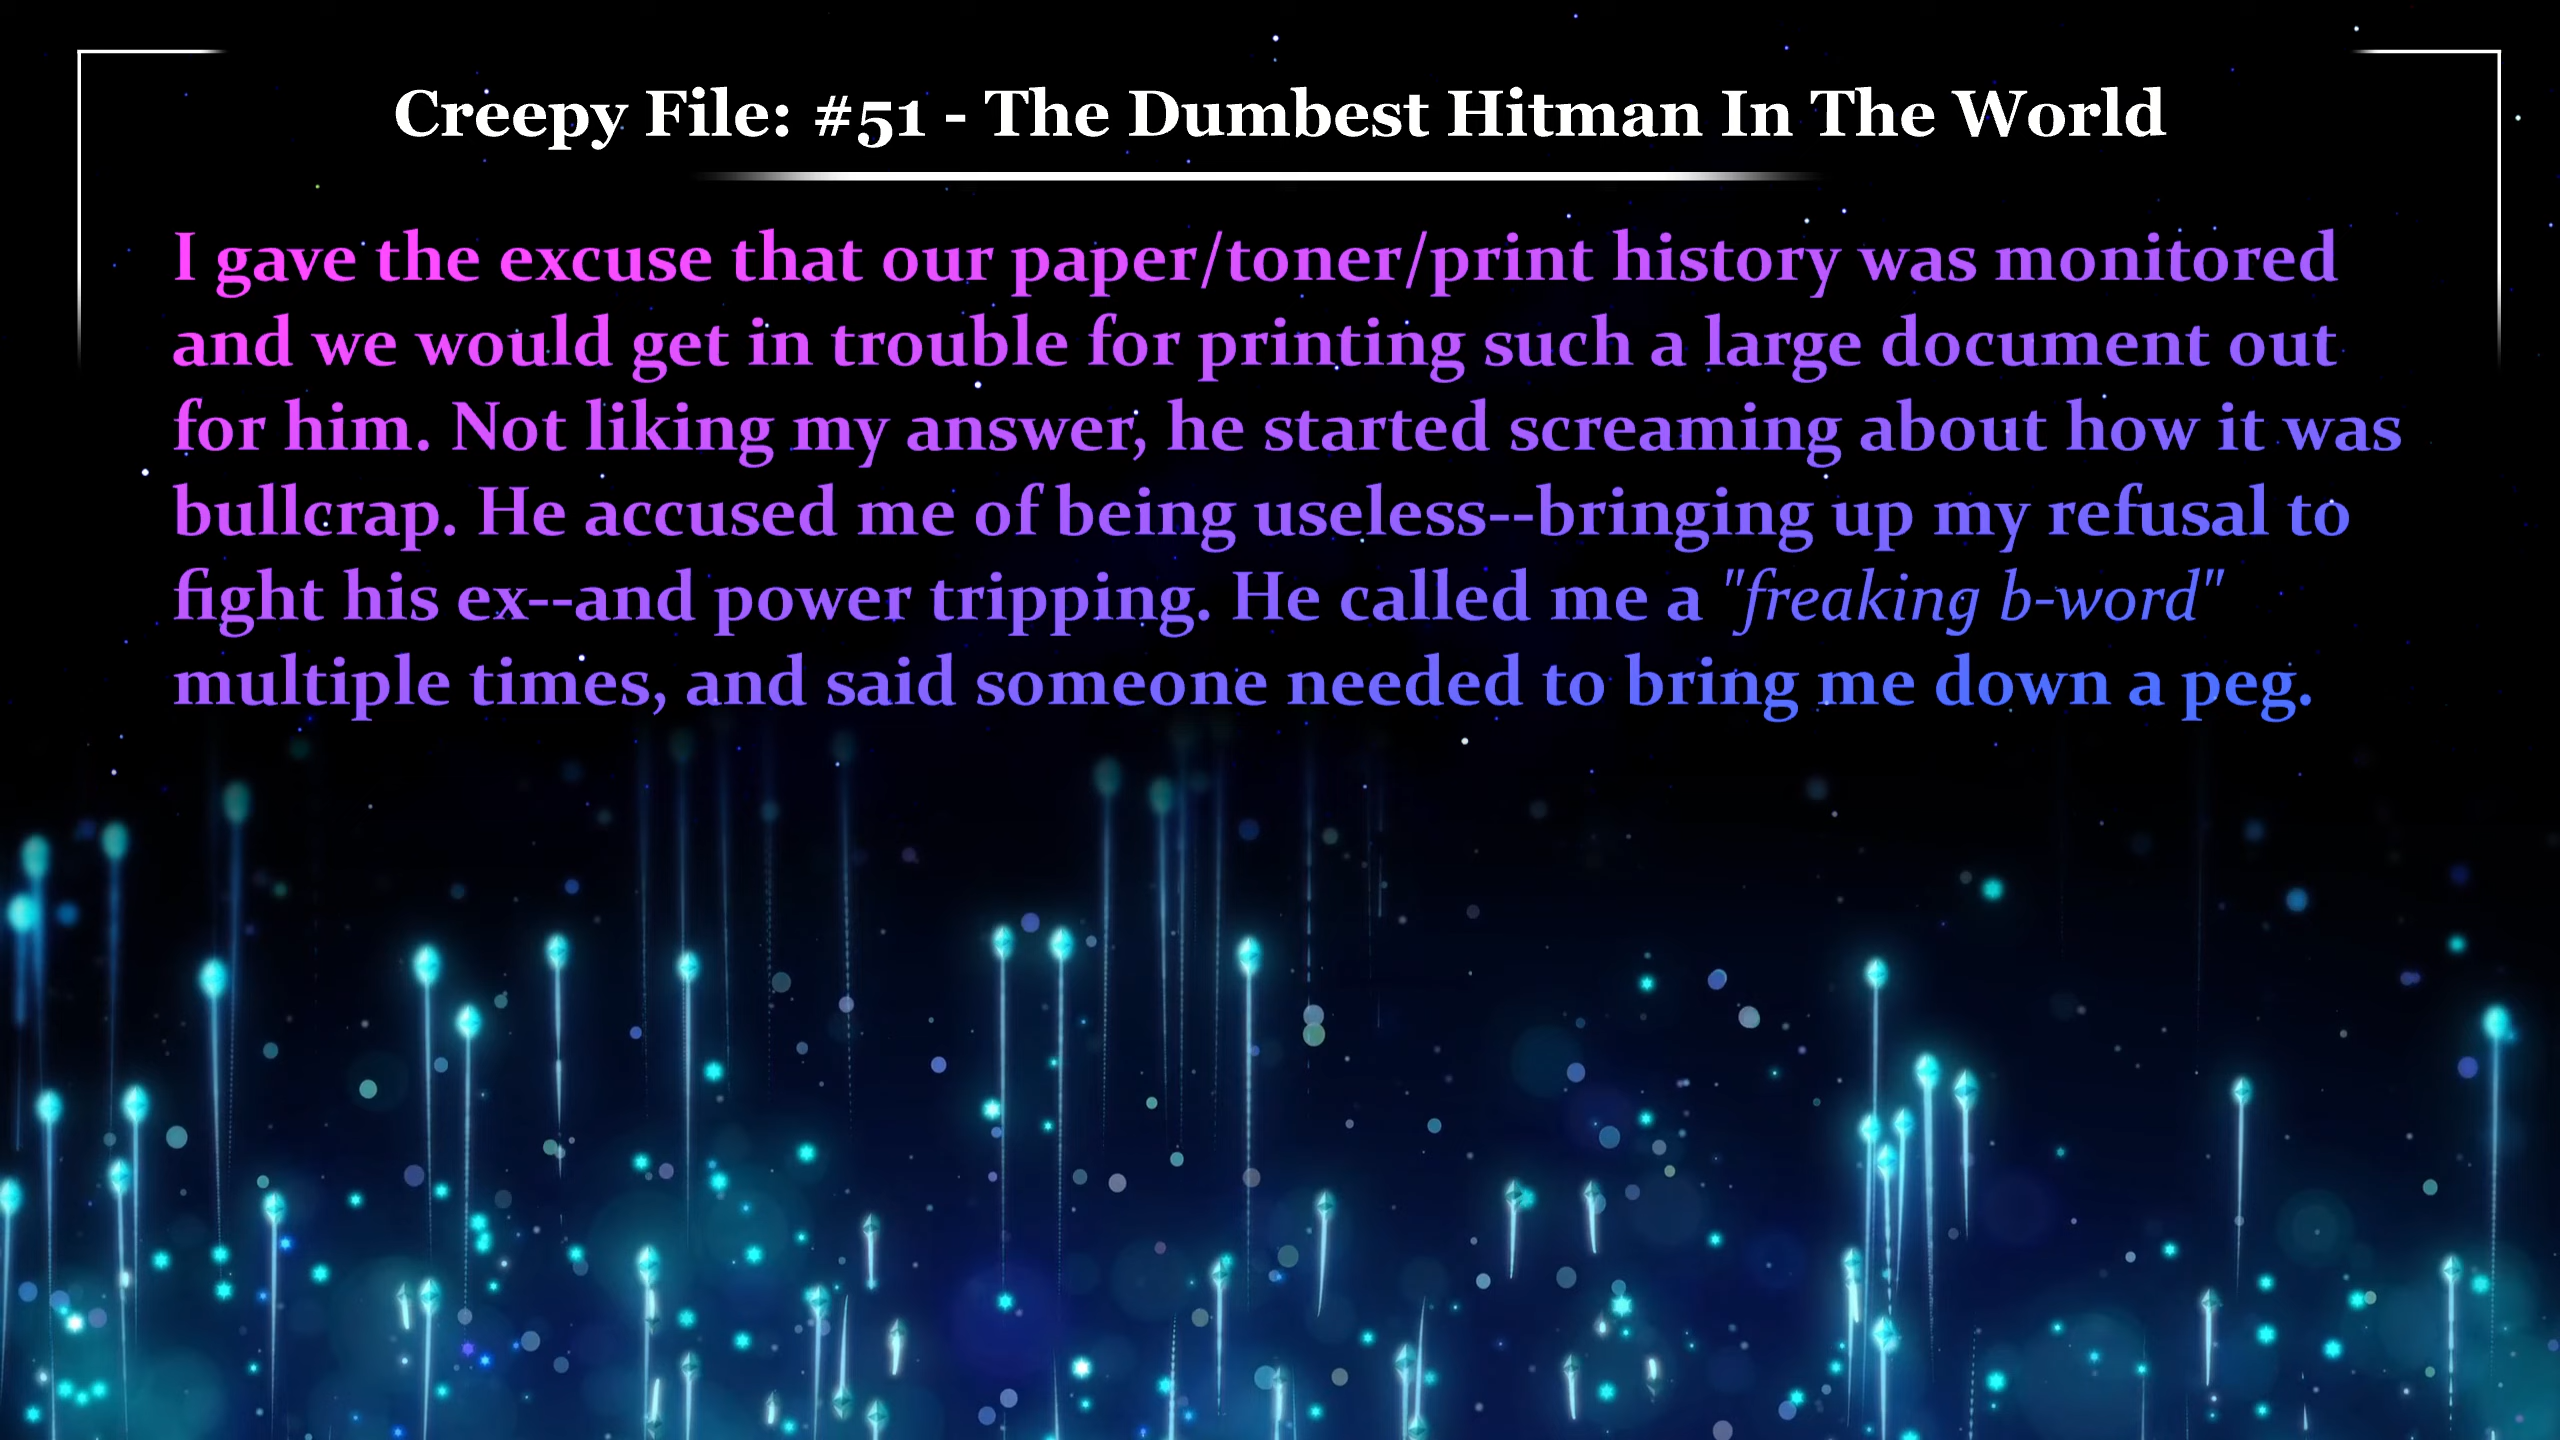 Creepy File: #51 - The Dumbest Hitman In The World
I gave the excuse that our paper/toner/print history was monitored
and we would get in trouble for printing such a large document out
for him. Not liking my answer, he started screaming about how it was
bullcrap. He accused me of being useless--bringing up my refusal to
fight his ex--and power tripping. He called me a "freaking b-word"
multiple times, and said someone needed to bring me down a peg.